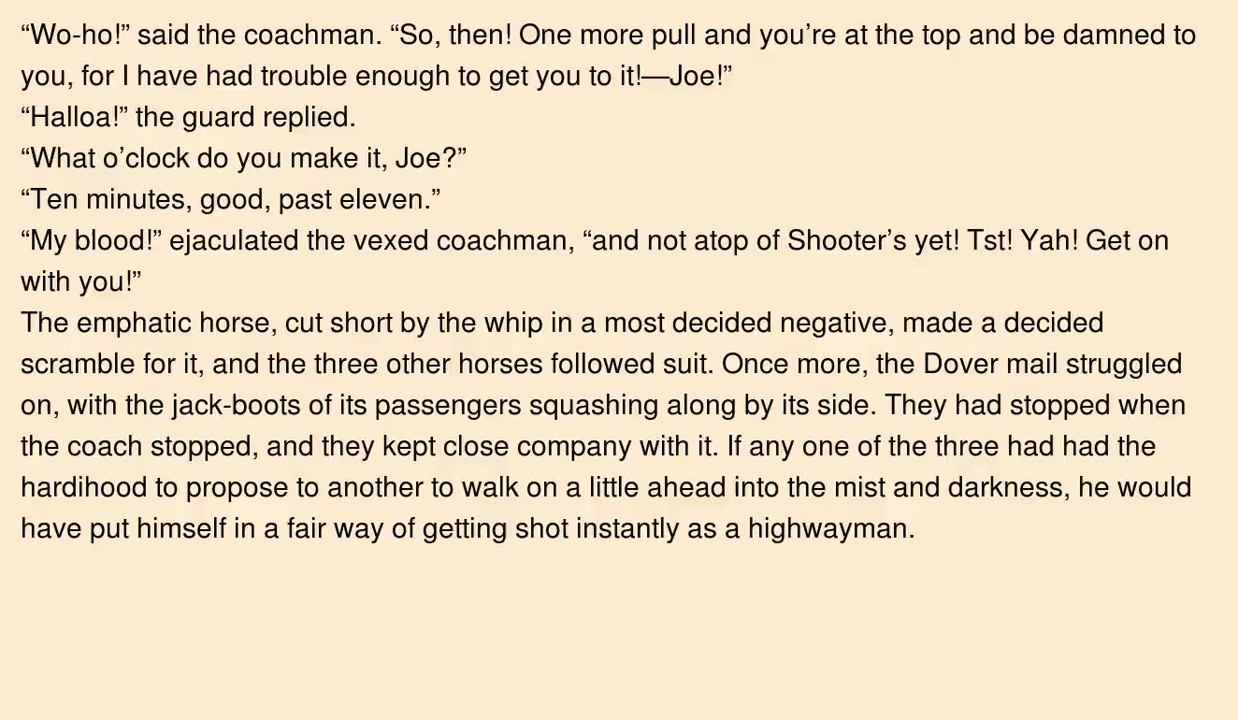 “Wo-ho!” said the coachman. “So, then! One more pull and you’re at the top and be damned to
you, for I have had trouble enough to get you to it!—Joe!”
“Halloa!” the guard replied.
“What o’clock do you make it, Joe?”
“Ten minutes, good, past eleven.”
“My blood!” ejaculated the vexed coachman, “and not atop of Shooter’s yet! Tst! Yah! Get on
with you!”
The emphatic horse, cut short by the whip in a most decided negative, made a decided
scramble for it, and the three other horses followed suit. Once more, the Dover mail struggled
on, with the jack-boots of its passengers squashing along by its side. They had stopped when
the coach stopped, and they kept close company with it. If any one of the three had had the
hardihood to propose to another to walk on a little ahead into the mist and darkness, he would
have put himself in a fair way of getting shot instantly as a highwayman.